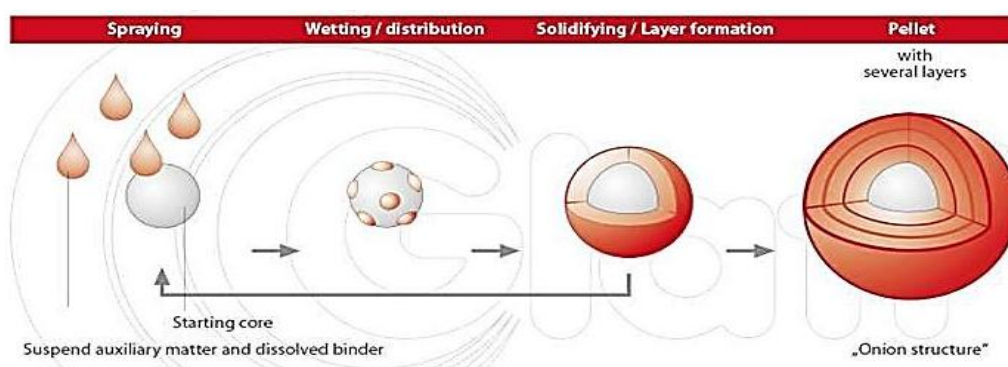 Spraying
Wetting / distribution
Solidifying / Layer formation
Pellet
with
several layers
Starting core
Suspend auxiliary matter and dissolved binder
„Onion structure“
Glatt